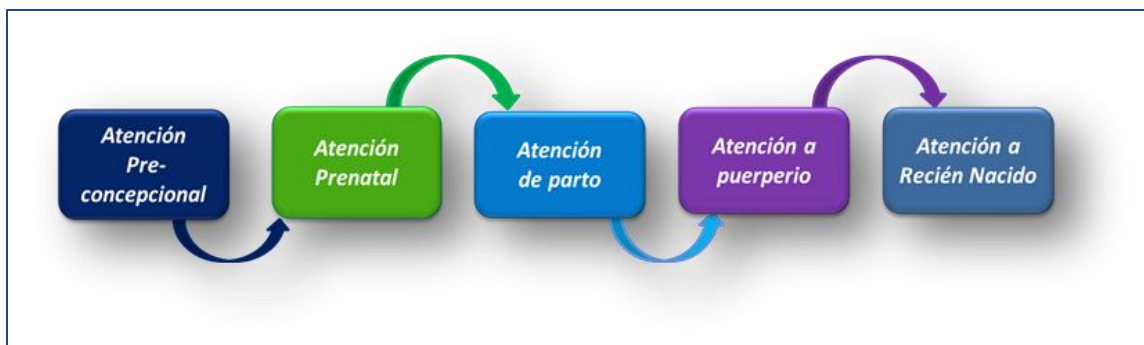 Atención
Pre-
concepcional
Atención
Prenatal
Atención
de parto
Atención a
puerperio
Atención a
Recién Nacido